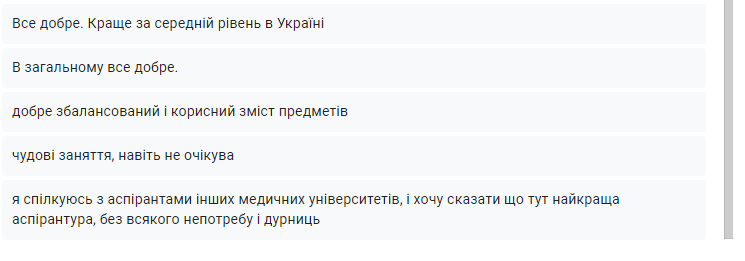 Все добре. Краще за середній рівень в Україні
В загальному все добре.
добре збалансований і корисний зміст предметів
чудові заняття, навіть не очікува
я спілкуюсь з аспірантами інших медичних університетів, і хочу сказати що тут найкраща
аспірантура, без всякого непотребу і дурниць